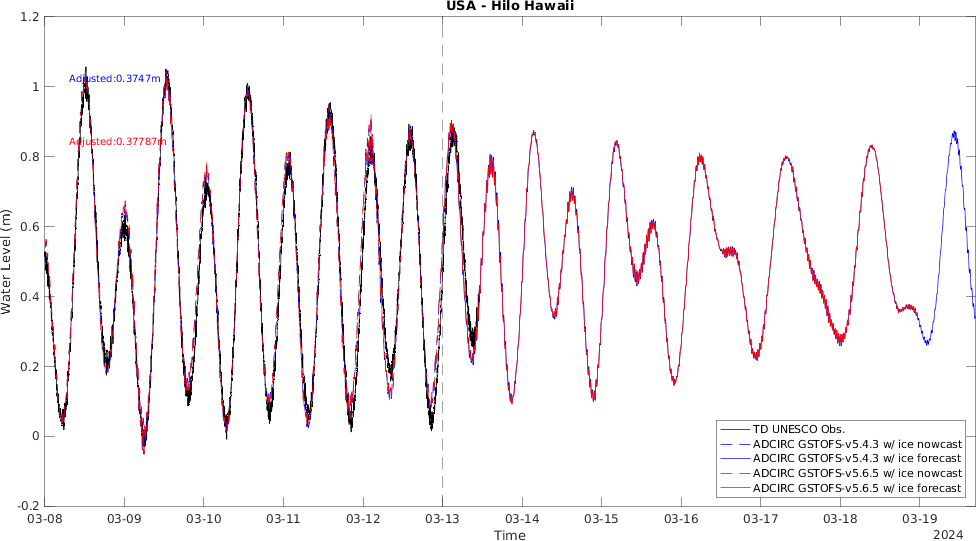 USA - Hilo Hawaii
1.2
1
0.8
0.6
0.4
0.2
0
-0.2
Water Level (m)
Adjusted:0.3747m
Adjusted:0.37787m
TD UNESCO Obs.
ADCIRC GSTOFS-v5.4.3 w/ ice nowcast
ADCIRC GSTOFS-v5.4.3 w/ ice forecast
ADCIRC GSTOFS-v5.6.5 w/ ice nowcast
ADCIRC GSTOFS-v5.6.5 w/ ice forecast
03-08 03-09 03-10 03-11 03-12 03-13 03-14 03-15 03-16 03-17 03-18 03-19
Time
2024